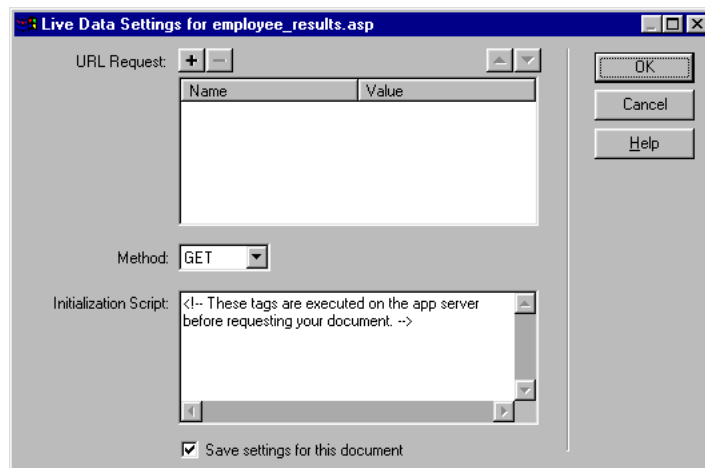 Live Data Settings for employee_results.asp
URL Request:
Name Value
OK
Cancel
Help
Method: GET
Initialization Script: <!-- These tags are executed on the app server
before requesting your document. -->
Save settings for this document